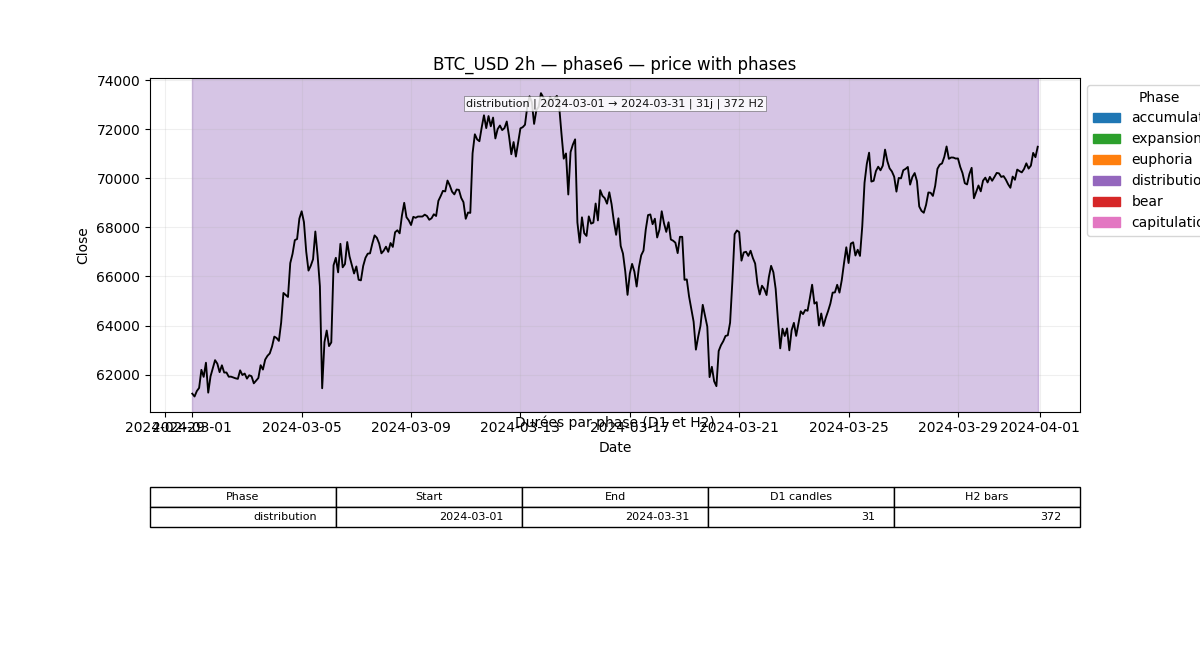 BTC_USD 2h — phase6 — price with phases
74000
72000
70000
68000
66000
64000
62000
Close
distribution | 2024-03-01 → 2024-03-31 | 31j | 372 H2
Phase
accumulat
expansion
euphoria
distributio
bear
capitulatic
2024-02-29
2024-03-01
2024-03-05
2024-03-09
2024-03-13
2024-03-17
2024-03-21
2024-03-25
2024-03-29
2024-04-01
Durées par phase (D1 et H2)
Date
Phase Start End D1 candles H2 bars
distribution 2024-03-01 2024-03-31 31 372